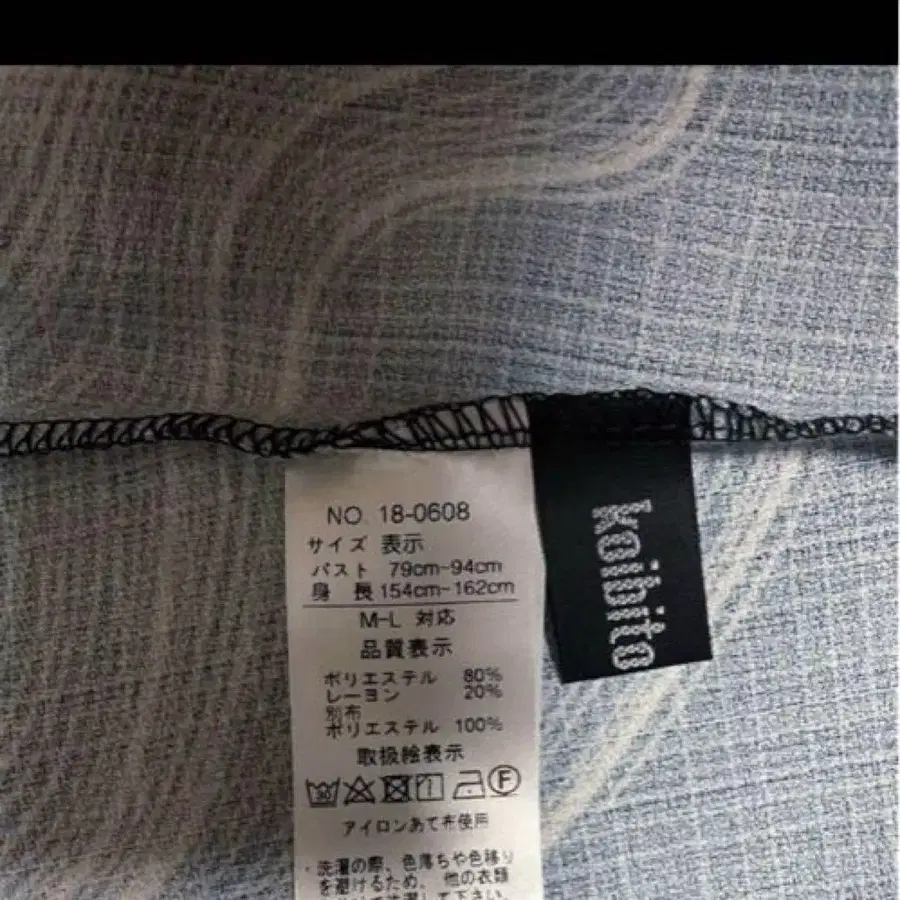 NO. 18-0608
サイズ 表示
バスト 79cm~94cm
身 長 154cm~162cm
M-L 対応
品質表示
ポリエステル 80%
レーヨン 20%
別布
ポリエステル 100%
取扱絵表示
F
アイロンあて布使用
・洗濯の際、色落ちや色移り
を避けるため、他の衣類
kaibito